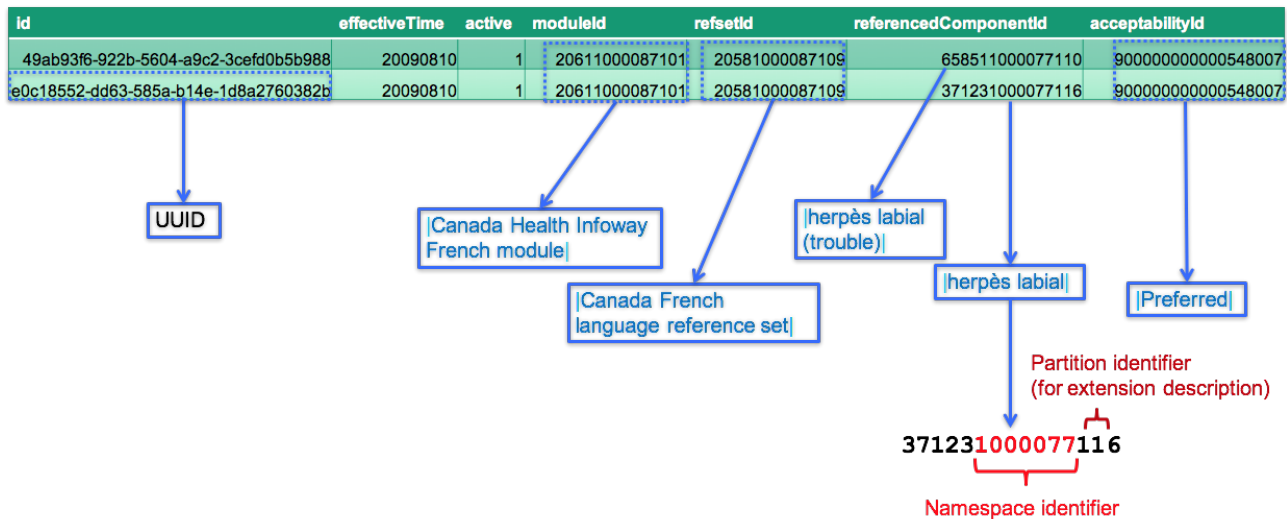 id effectiveTime active moduleId refsetId referencedComponentId acceptabilityId
49ab93f6-922b-5604-a9c2-3cefd0b5b988 20090810 1 20611000087101 20581000087109 658511000077110 900000000000548007
e0c18552-dd63-585a-b14e-1d8a2760382b 20090810 1 20611000087101 20581000087109 371231000077116 900000000000548007
UUID
|Canada Health Infoway
French module|
|Canada French
language reference set|
|herpès labial
(trouble)|
|herpès labial|
|Preferred|
Partition identifier
(for extension description)
371231000077116
Namespace identifier